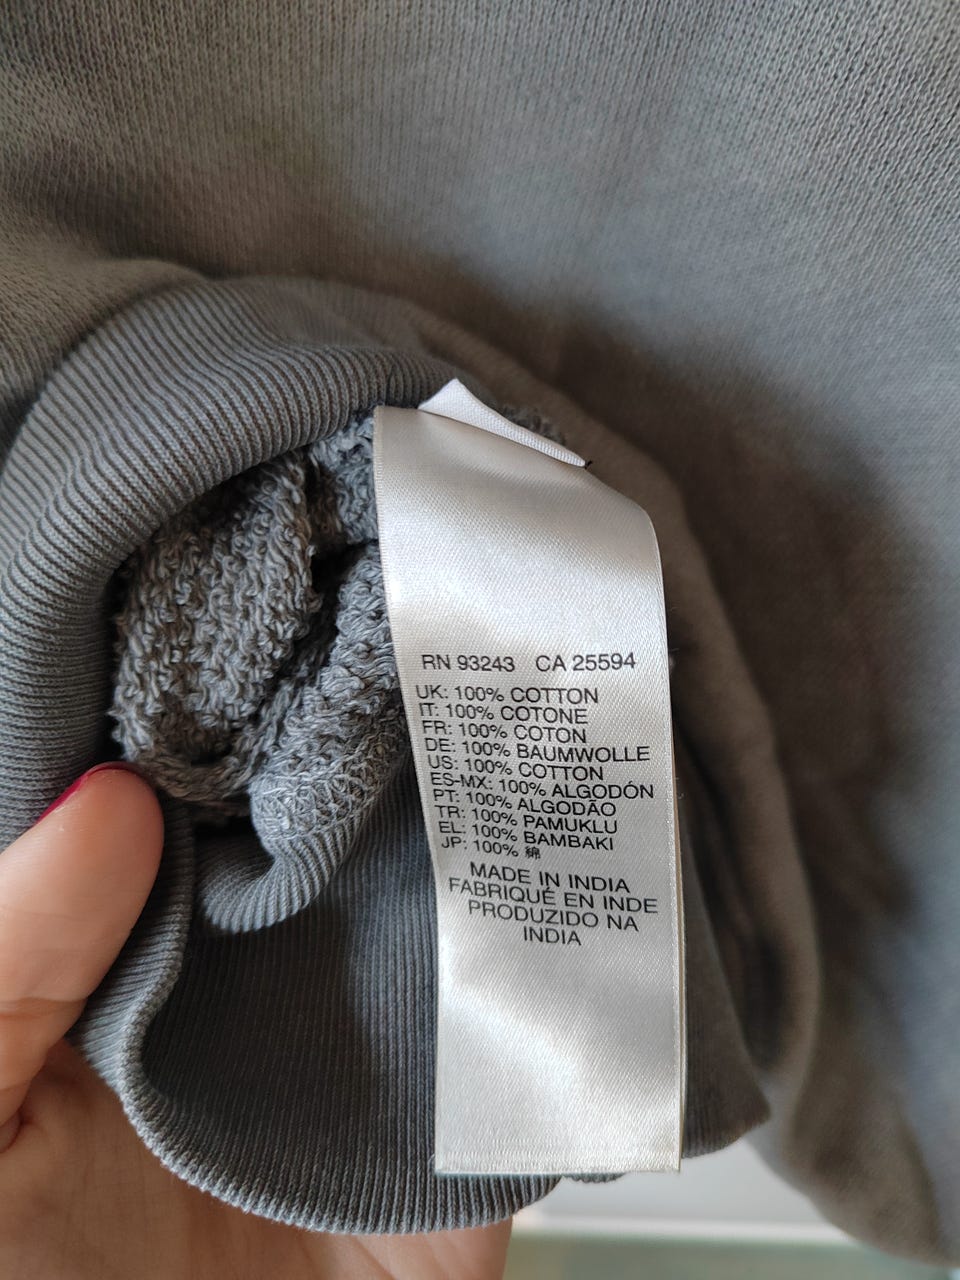 RN 93243 CA 25594
UK: 100% COTTON
IT: 100% COTONE
FR: 100% COTON
DE: 100% BAUMWOLLE
US: 100% COTTON
ES-MX: 100% ALGODÓN
PT: 100% ALGODÃO
TR: 100% PAMUKLU
EL: 100% BAMBAKI
JP: 100% 綿
MADE IN INDIA
FABRIQUÉ EN INDE
PRODUZIDO NA
INDIA